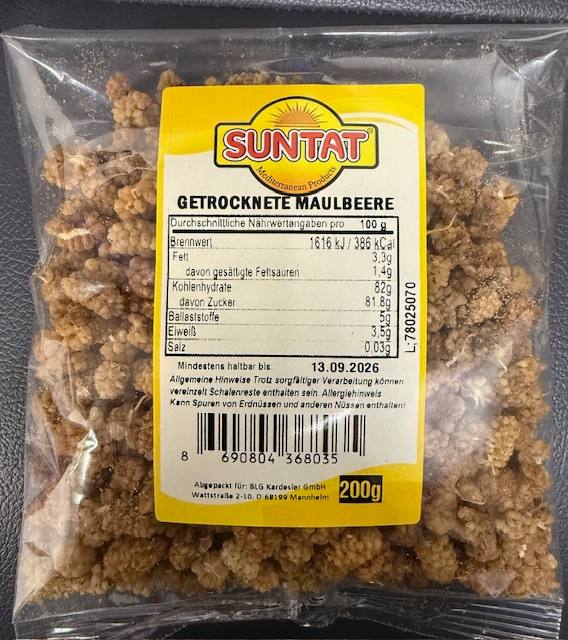 SUNTAT®
Mediterranean Products
GETROCKNETE MAULBEERE
Durchschnittliche Nährwertangaben pro 100 g
Brennwert 1616 kJ / 386 kCal
Fett 3,3g
davon gesättigte Fettsäuren 1,4g
Kohlenhydrate 82g
davon Zucker 81.8g
Ballaststoffe 5g
Eiweiß 3,5g
Salz 0,03g
L;78025070
Mindestens haltbar bis: 13.09.2026
Allgemeine Hinweise Trotz sorgfältiger Verarbeitung können
vereinzelt Schalenreste enthalten sein. Allergiehinweis
Kann Spuren von Erdnüssen und anderen Nüssen enthalten!
8 690804 368035
Abgepackt für: BLG Kardesler GmbH
Wattstraße 2-10, D 68199 Mannheim
200g